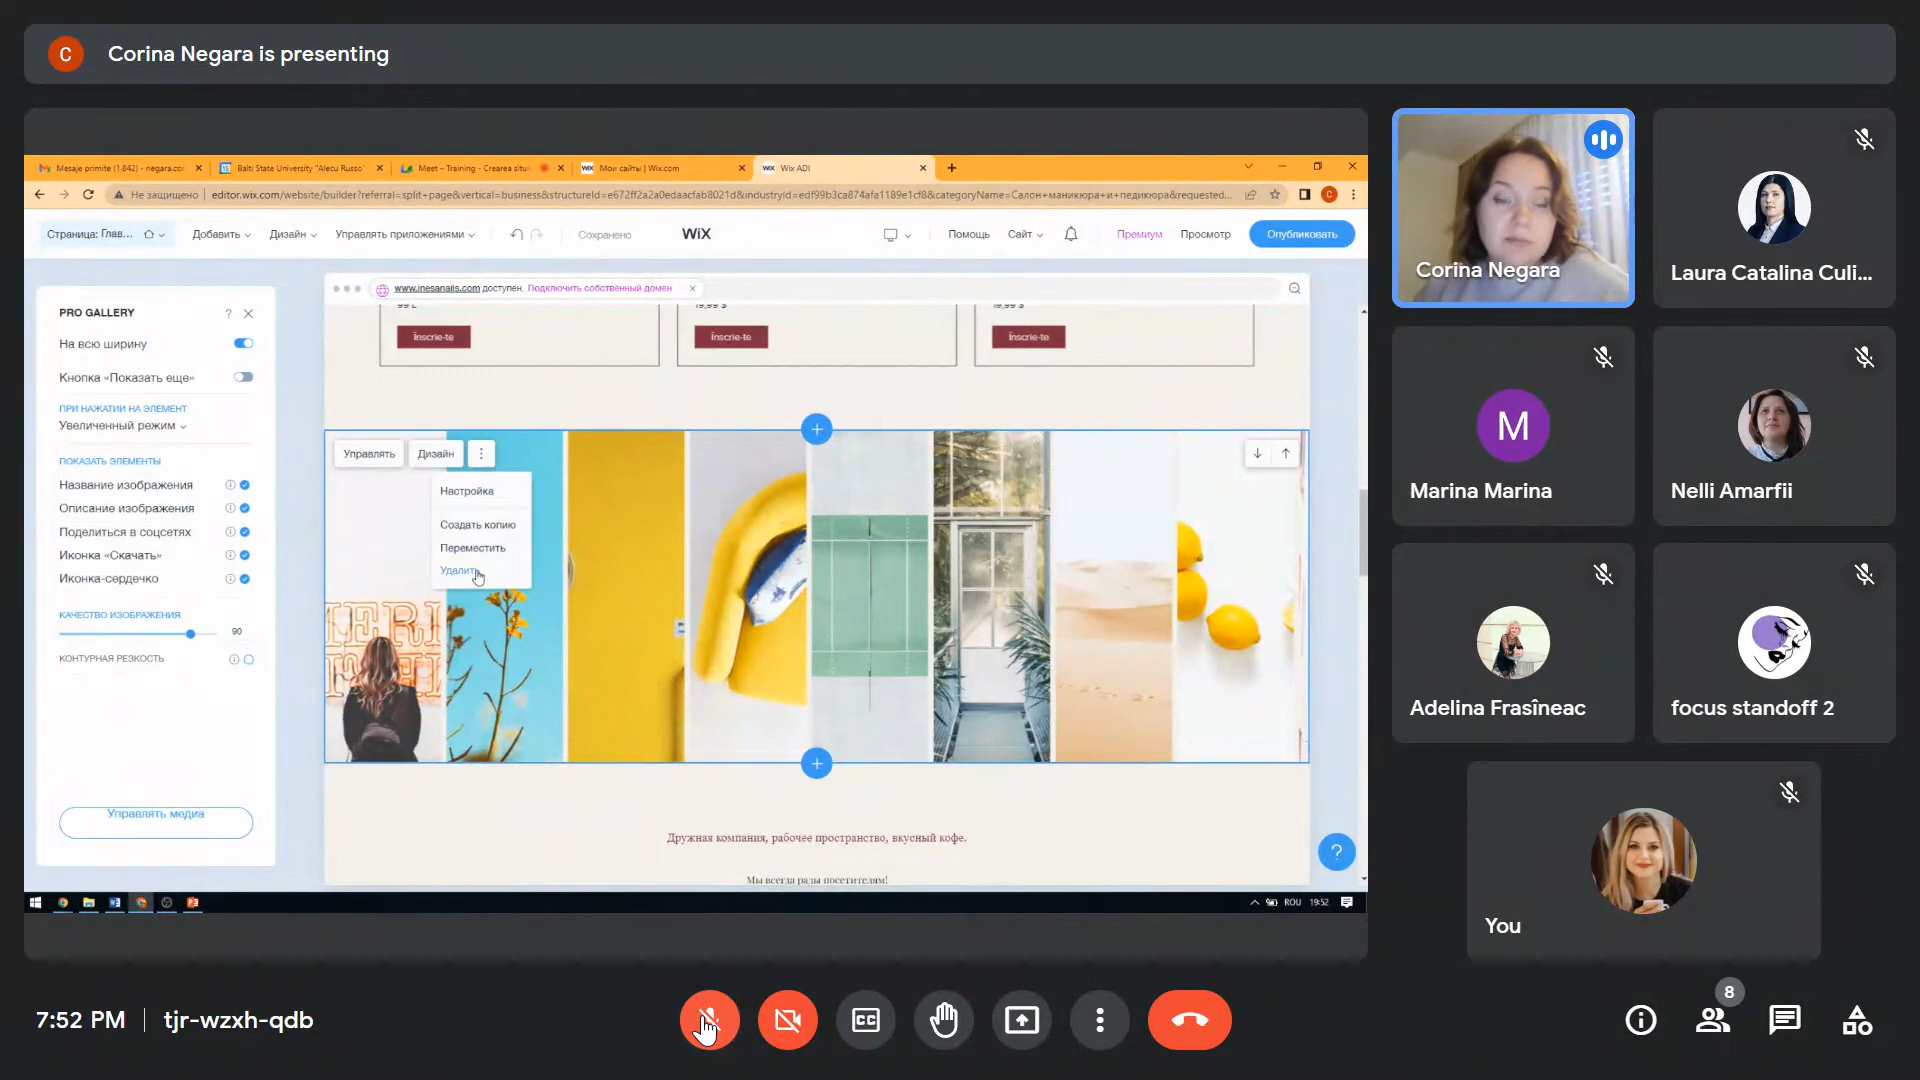 C
Corina Negara is presenting
Mesaje primite (1.842) - negara.co
Balti State University "Alecu Russo"
Meet – Training - Crearea situ
WIX Мои сайты | Wix.com
WIX Wix ADI
Не защищено
editor.wix.com/website/builder?referral=split+page&vertical=business&structureId=e672ff2a2a0edaacfab8021d&industryId=edf99b3ca874afa1189e1cf8&categoryName=Салон+маникюра+и+педикюра&requested...
C
Страница: Глав...
Добавить
Дизайн
Управлять приложениями
Сохранено
WiX
Помощь
Сайт
Премиум
Просмотр
Опубликовать
PRO GALLERY
?
На всю ширину
Кнопка «Показать еще»
ПРИ НАЖАТИИ НА ЭЛЕМЕНТ
Увеличенный режим
ПОКАЗАТЬ ЭЛЕМЕНТЫ
Название изображения
Описание изображения
Поделиться в соцсетях
Иконка «Скачать»
Иконка-сердечко
КАЧЕСТВО ИЗОБРАЖЕНИЯ
90
КОНТУРНАЯ РЕЗКОСТЬ
Управлять медиа
www.inesanails.com доступен. Подключить собственный домен
19,99 $
19,99 $
Înscrie-te
Înscrie-te
Înscrie-te
Управлять
Дизайн
Настройка
Создать копию
Переместить
Удалить
Дружная компания, рабочее пространство, вкусный кофе.
Мы всегда рады посетителям!
?
ROU
19:52
Corina Negara
Laura Catalina Culi...
M
Marina Marina
Nelli Amarfii
Adelina Frasîneac
focus standoff 2
You
7:52 PM
tjr-wzxh-qdb
CC
8